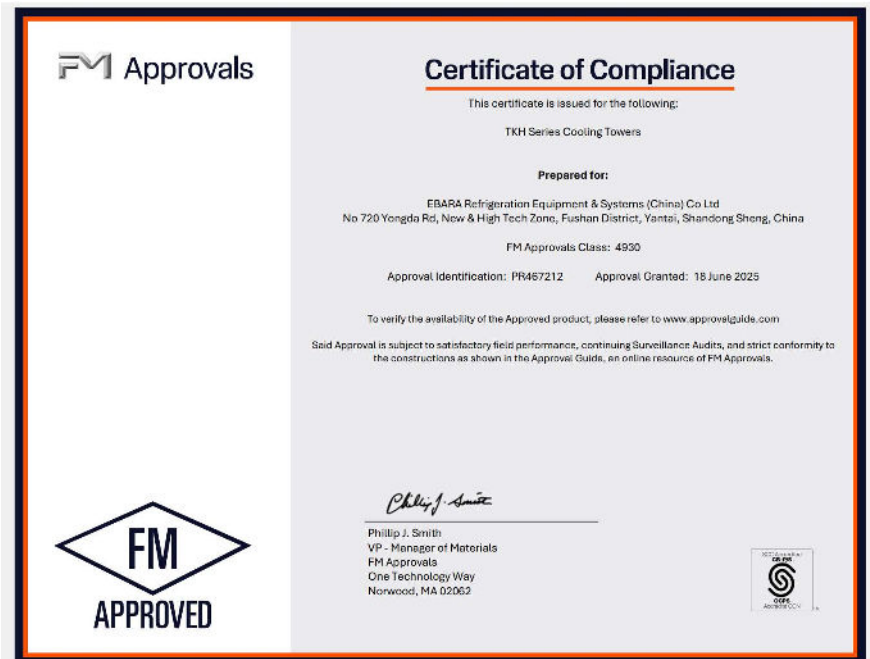 FM Approvals
Certificate of Compliance
This certificate is issued for the following:
TKH Series Cooling Towers
Prepared for:
EBARA Refrigeration Equipment & Systems (China) Co Ltd
No 720 Yongda Rd, New & High Tech Zone, Fushan District, Yantai, Shandong Sheng, China
FM Approvals Class: 4930
Approval Identification: PR467212 Approval Granted: 18 June 2025
To verify the availability of the Approved product, please refer to www.approvalguide.com
Said Approval is subject to satisfactory field performance, continuing Surveillance Audits, and strict conformity to
the constructions as shown in the Approval Guide, an online resource of FM Approvals.
Phillip J. Smith
Phillip J. Smith
VP - Manager of Materials
FM Approvals
One Technology Way
Norwood, MA 02062
FM
APPROVED